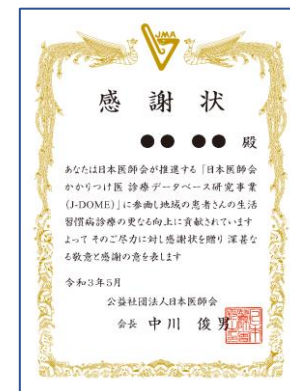 JMA
感謝状
●● ●● 殿
あなたは日本医師会が推進する「日本医師会
かかりつけ医 診療データベース研究事業
(J-DOME)」に参画し地域の患者さんの生活
習慣病診療の更なる向上に貢献されています
よって そのご尽力に対し感謝状を贈り 深甚な
る敬意と感謝の意を表します
令和3年5月
公益社団法人日本医師会
会長 中川 俊男